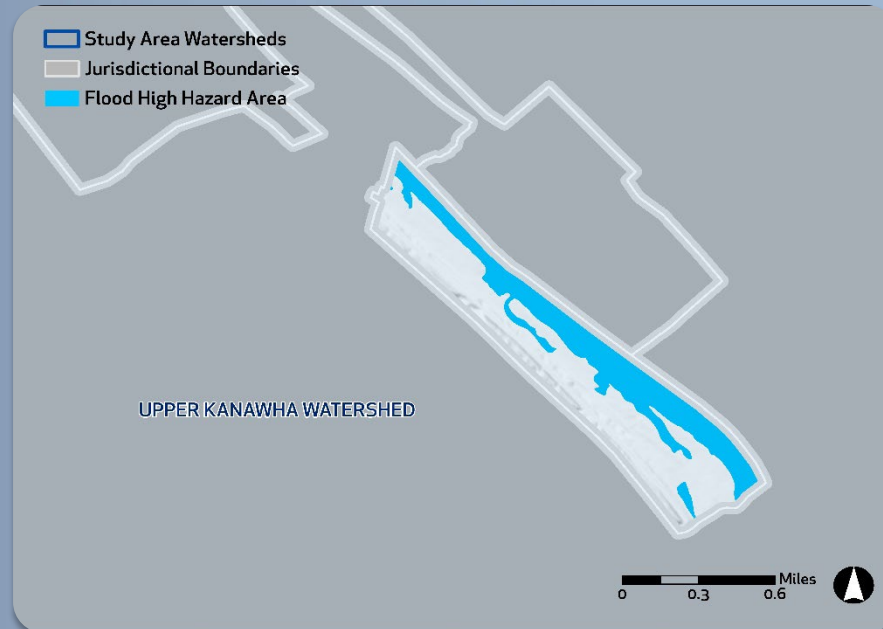 Study Area Watersheds
Jurisdictional Boundaries
Flood High Hazard Area
UPPER KANAWHA WATERSHED
Miles
0 0.3 0.6